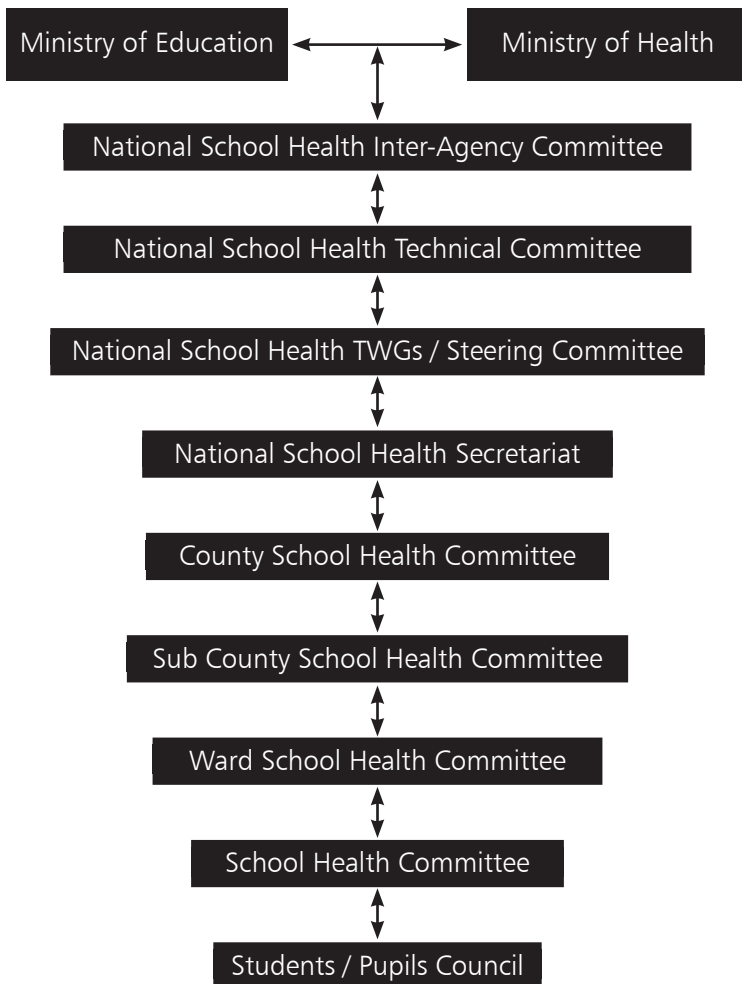 Ministry of Education
Ministry of Health
National School Health Inter-Agency Committee
National School Health Technical Committee
National School Health TWGs / Steering Committee
National School Health Secretariat
County School Health Committee
Sub County School Health Committee
Ward School Health Committee
School Health Committee
Students / Pupils Council